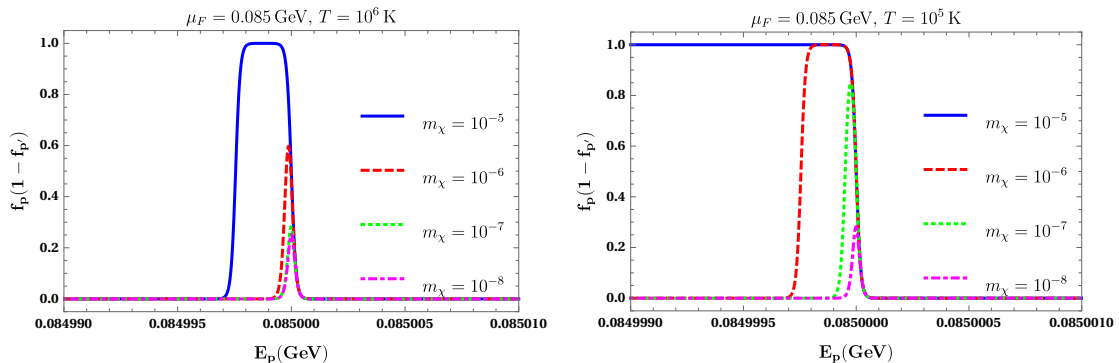 μ_F = 0.085 GeV, T = 10^6 K
1.0
0.8
0.6
0.4
0.2
0.0
f_p(1 − f_p′)
m_χ = 10^−5
m_χ = 10^−6
m_χ = 10^−7
m_χ = 10^−8
0.084990
0.084995
0.085000
0.085005
0.085010
E_p(GeV)
μ_F = 0.085 GeV, T = 10^5 K
1.0
0.8
0.6
0.4
0.2
0.0
f_p(1 − f_p′)
m_χ = 10^−5
m_χ = 10^−6
m_χ = 10^−7
m_χ = 10^−8
0.0849990
0.0849995
0.0850000
0.0850005
0.0850010
E_p(GeV)